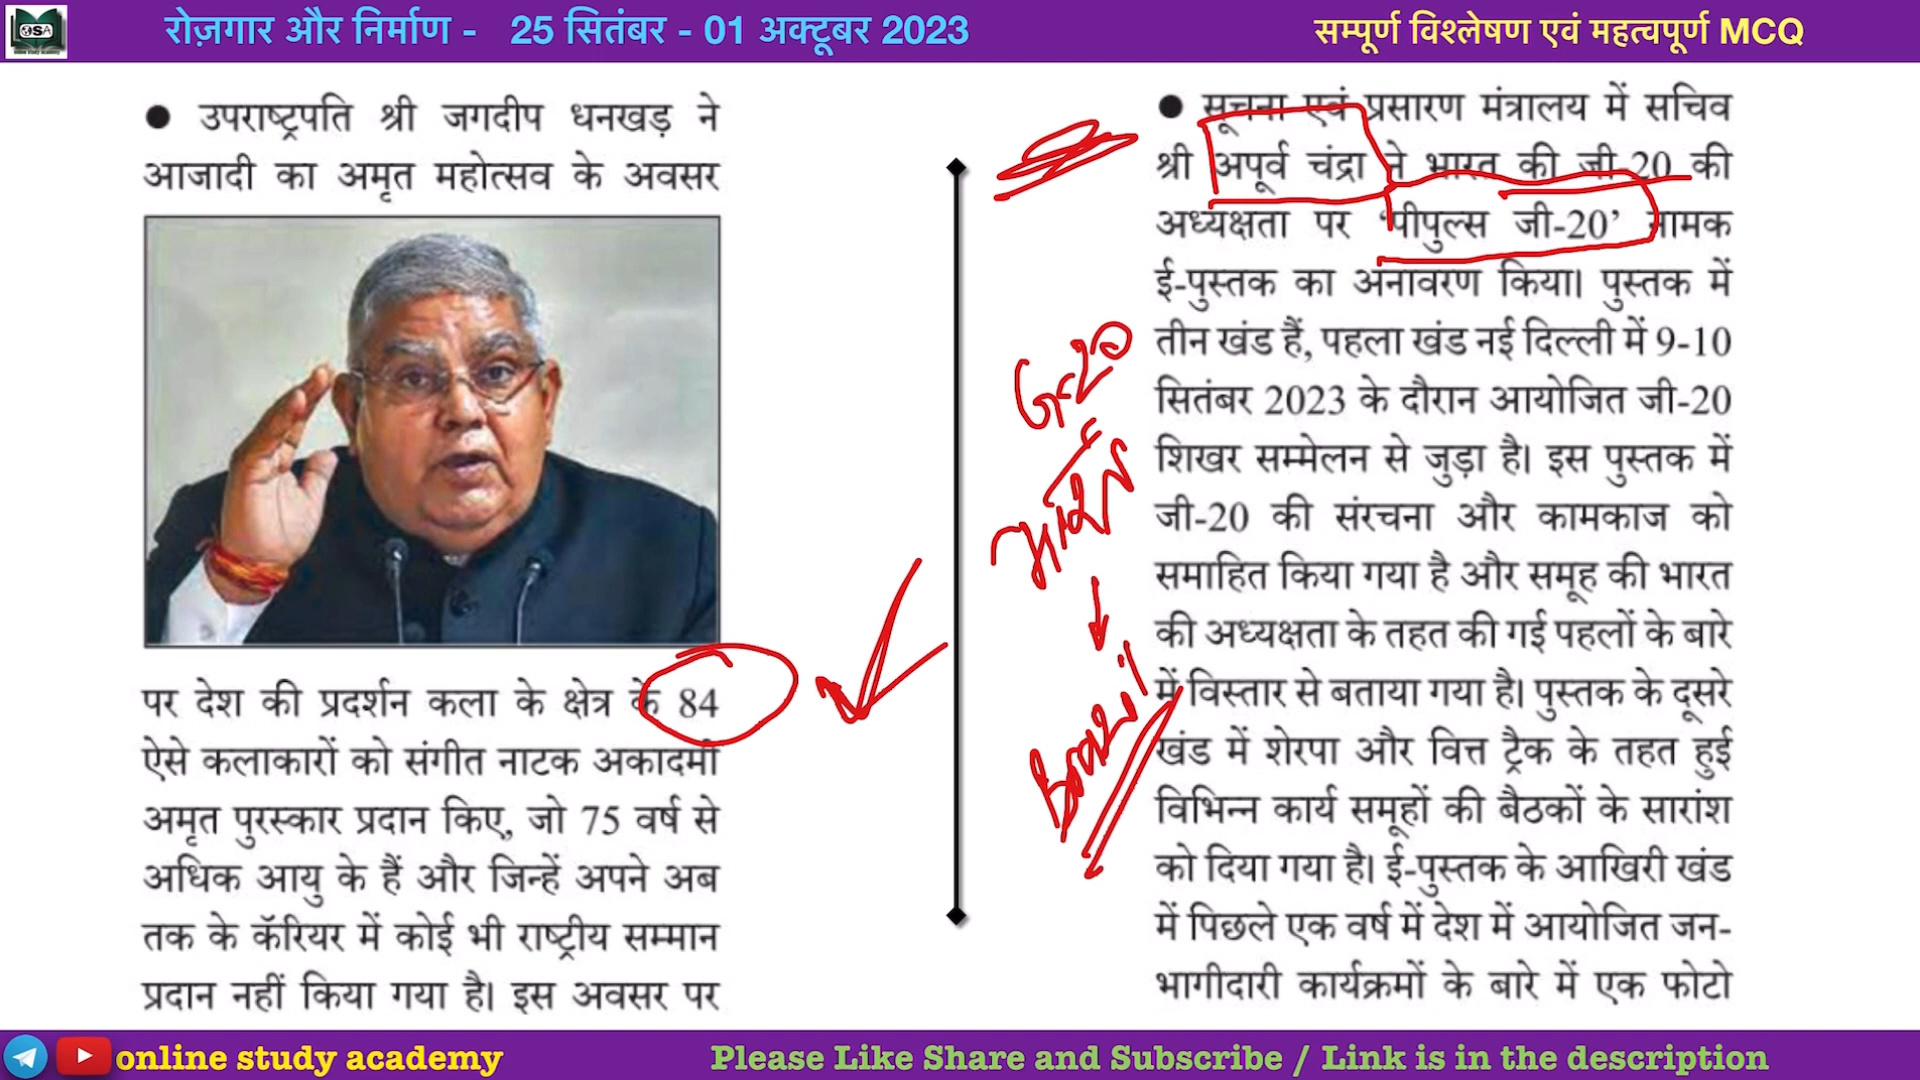 OSA
रोज़गार और निर्माण - 25 सितंबर - 01 अक्टूबर 2023
सम्पूर्ण विश्लेषण एवं महत्वपूर्ण MCQ
● उपराष्ट्रपति श्री जगदीप धनखड़ ने
आजादी का अमृत महोत्सव के अवसर
पर देश की प्रदर्शन कला के क्षेत्र के 84
ऐसे कलाकारों को संगीत नाटक अकादमी
अमृत पुरस्कार प्रदान किए, जो 75 वर्ष से
अधिक आयु के हैं और जिन्हें अपने अब
तक के कॅरियर में कोई भी राष्ट्रीय सम्मान
प्रदान नहीं किया गया है। इस अवसर पर
● सूचना एवं प्रसारण मंत्रालय में सचिव
श्री अपूर्व चंद्रा ने भारत की जी-20 की
अध्यक्षता पर ‘पीपुल्स जी-20’ नामक
ई-पुस्तक का अनावरण किया। पुस्तक में
तीन खंड हैं, पहला खंड नई दिल्ली में 9-10
सितंबर 2023 के दौरान आयोजित जी-20
शिखर सम्मेलन से जुड़ा है। इस पुस्तक में
जी-20 की संरचना और कामकाज को
समाहित किया गया है और समूह की भारत
की अध्यक्षता के तहत की गई पहलों के बारे
में विस्तार से बताया गया है। पुस्तक के दूसरे
खंड में शेरपा और वित्त ट्रैक के तहत हुई
विभिन्न कार्य समूहों की बैठकों के सारांश
को दिया गया है। ई-पुस्तक के आखिरी खंड
में पिछले एक वर्ष में देश में आयोजित जन-
भागीदारी कार्यक्रमों के बारे में एक फोटो
G-20
online study academy
Please Like Share and Subscribe / Link is in the description